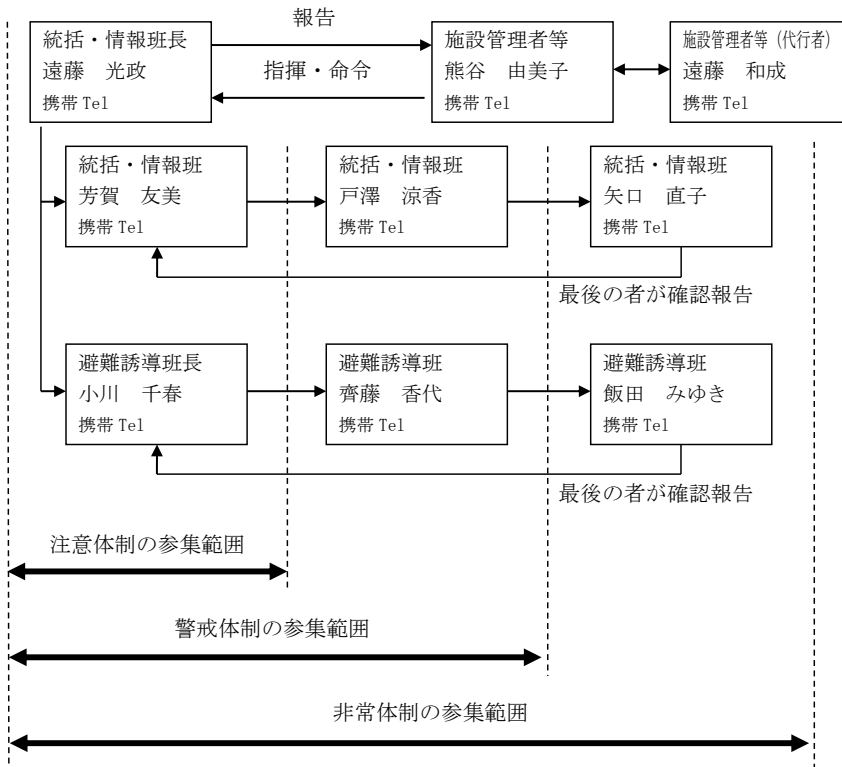 報告
統括・情報班長
遠藤　光政
携帯 Tel
指揮・命令
施設管理者等
熊谷　由美子
携帯 Tel
施設管理者等（代行者）
遠藤　和成
携帯 Tel
統括・情報班
芳賀　友美
携帯 Tel
統括・情報班
戸澤　涼香
携帯 Tel
統括・情報班
矢口　直子
携帯 Tel
最後の者が確認報告
避難誘導班長
小川　千春
携帯 Tel
避難誘導班
齊藤　香代
携帯 Tel
避難誘導班
飯田　みゆき
携帯 Tel
最後の者が確認報告
注意体制の参集範囲
警戒体制の参集範囲
非常体制の参集範囲